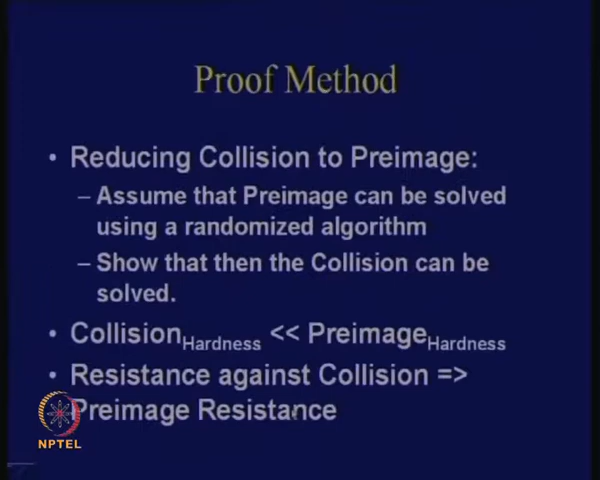 Proof Method
• Reducing Collision to Preimage:
– Assume that Preimage can be solved
using a randomized algorithm
– Show that then the Collision can be
solved.
• Collision_Hardness << Preimage_Hardness
• Resistance against Collision =>
Preimage Resistance
NPTEL